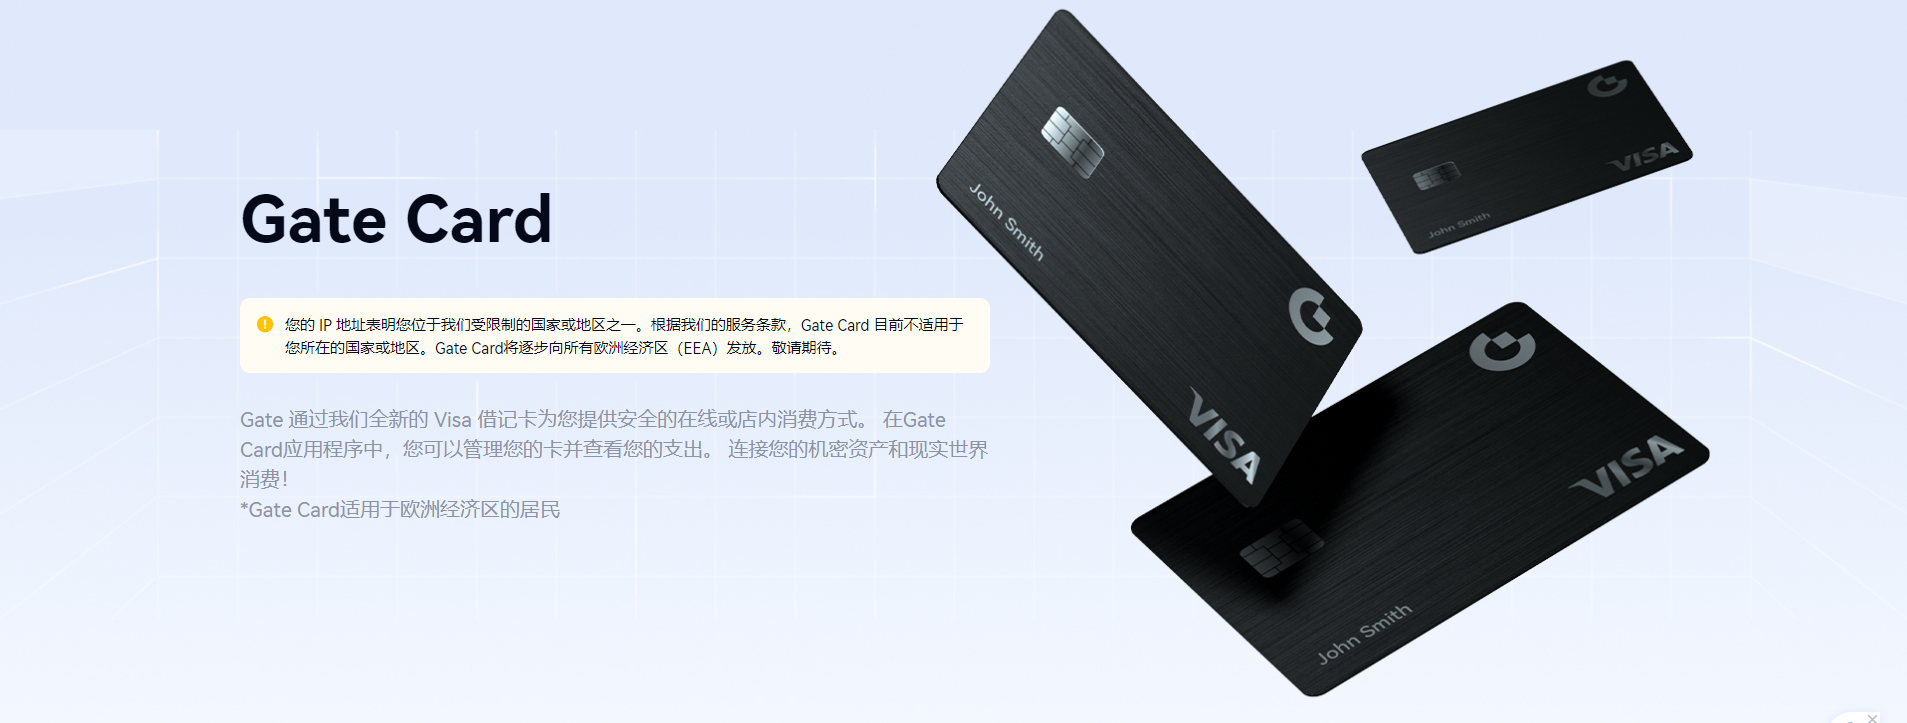 Gate Card
您的 IP 地址表明您位于我们受限制的国家或地区之一。根据我们的服务条款，Gate Card 目前不适用于
您所在的国家或地区。Gate Card将逐步向所有欧洲经济区（EEA）发放。敬请期待。
Gate 通过我们全新的 Visa 借记卡为您提供安全的在线或店内消费方式。 在Gate
Card应用程序中，您可以管理您的卡并查看您的支出。 连接您的机密资产和现实世界
消费！
*Gate Card适用于欧洲经济区的居民
John Smith
VISA
John Smith
VISA
John Smith
VISA